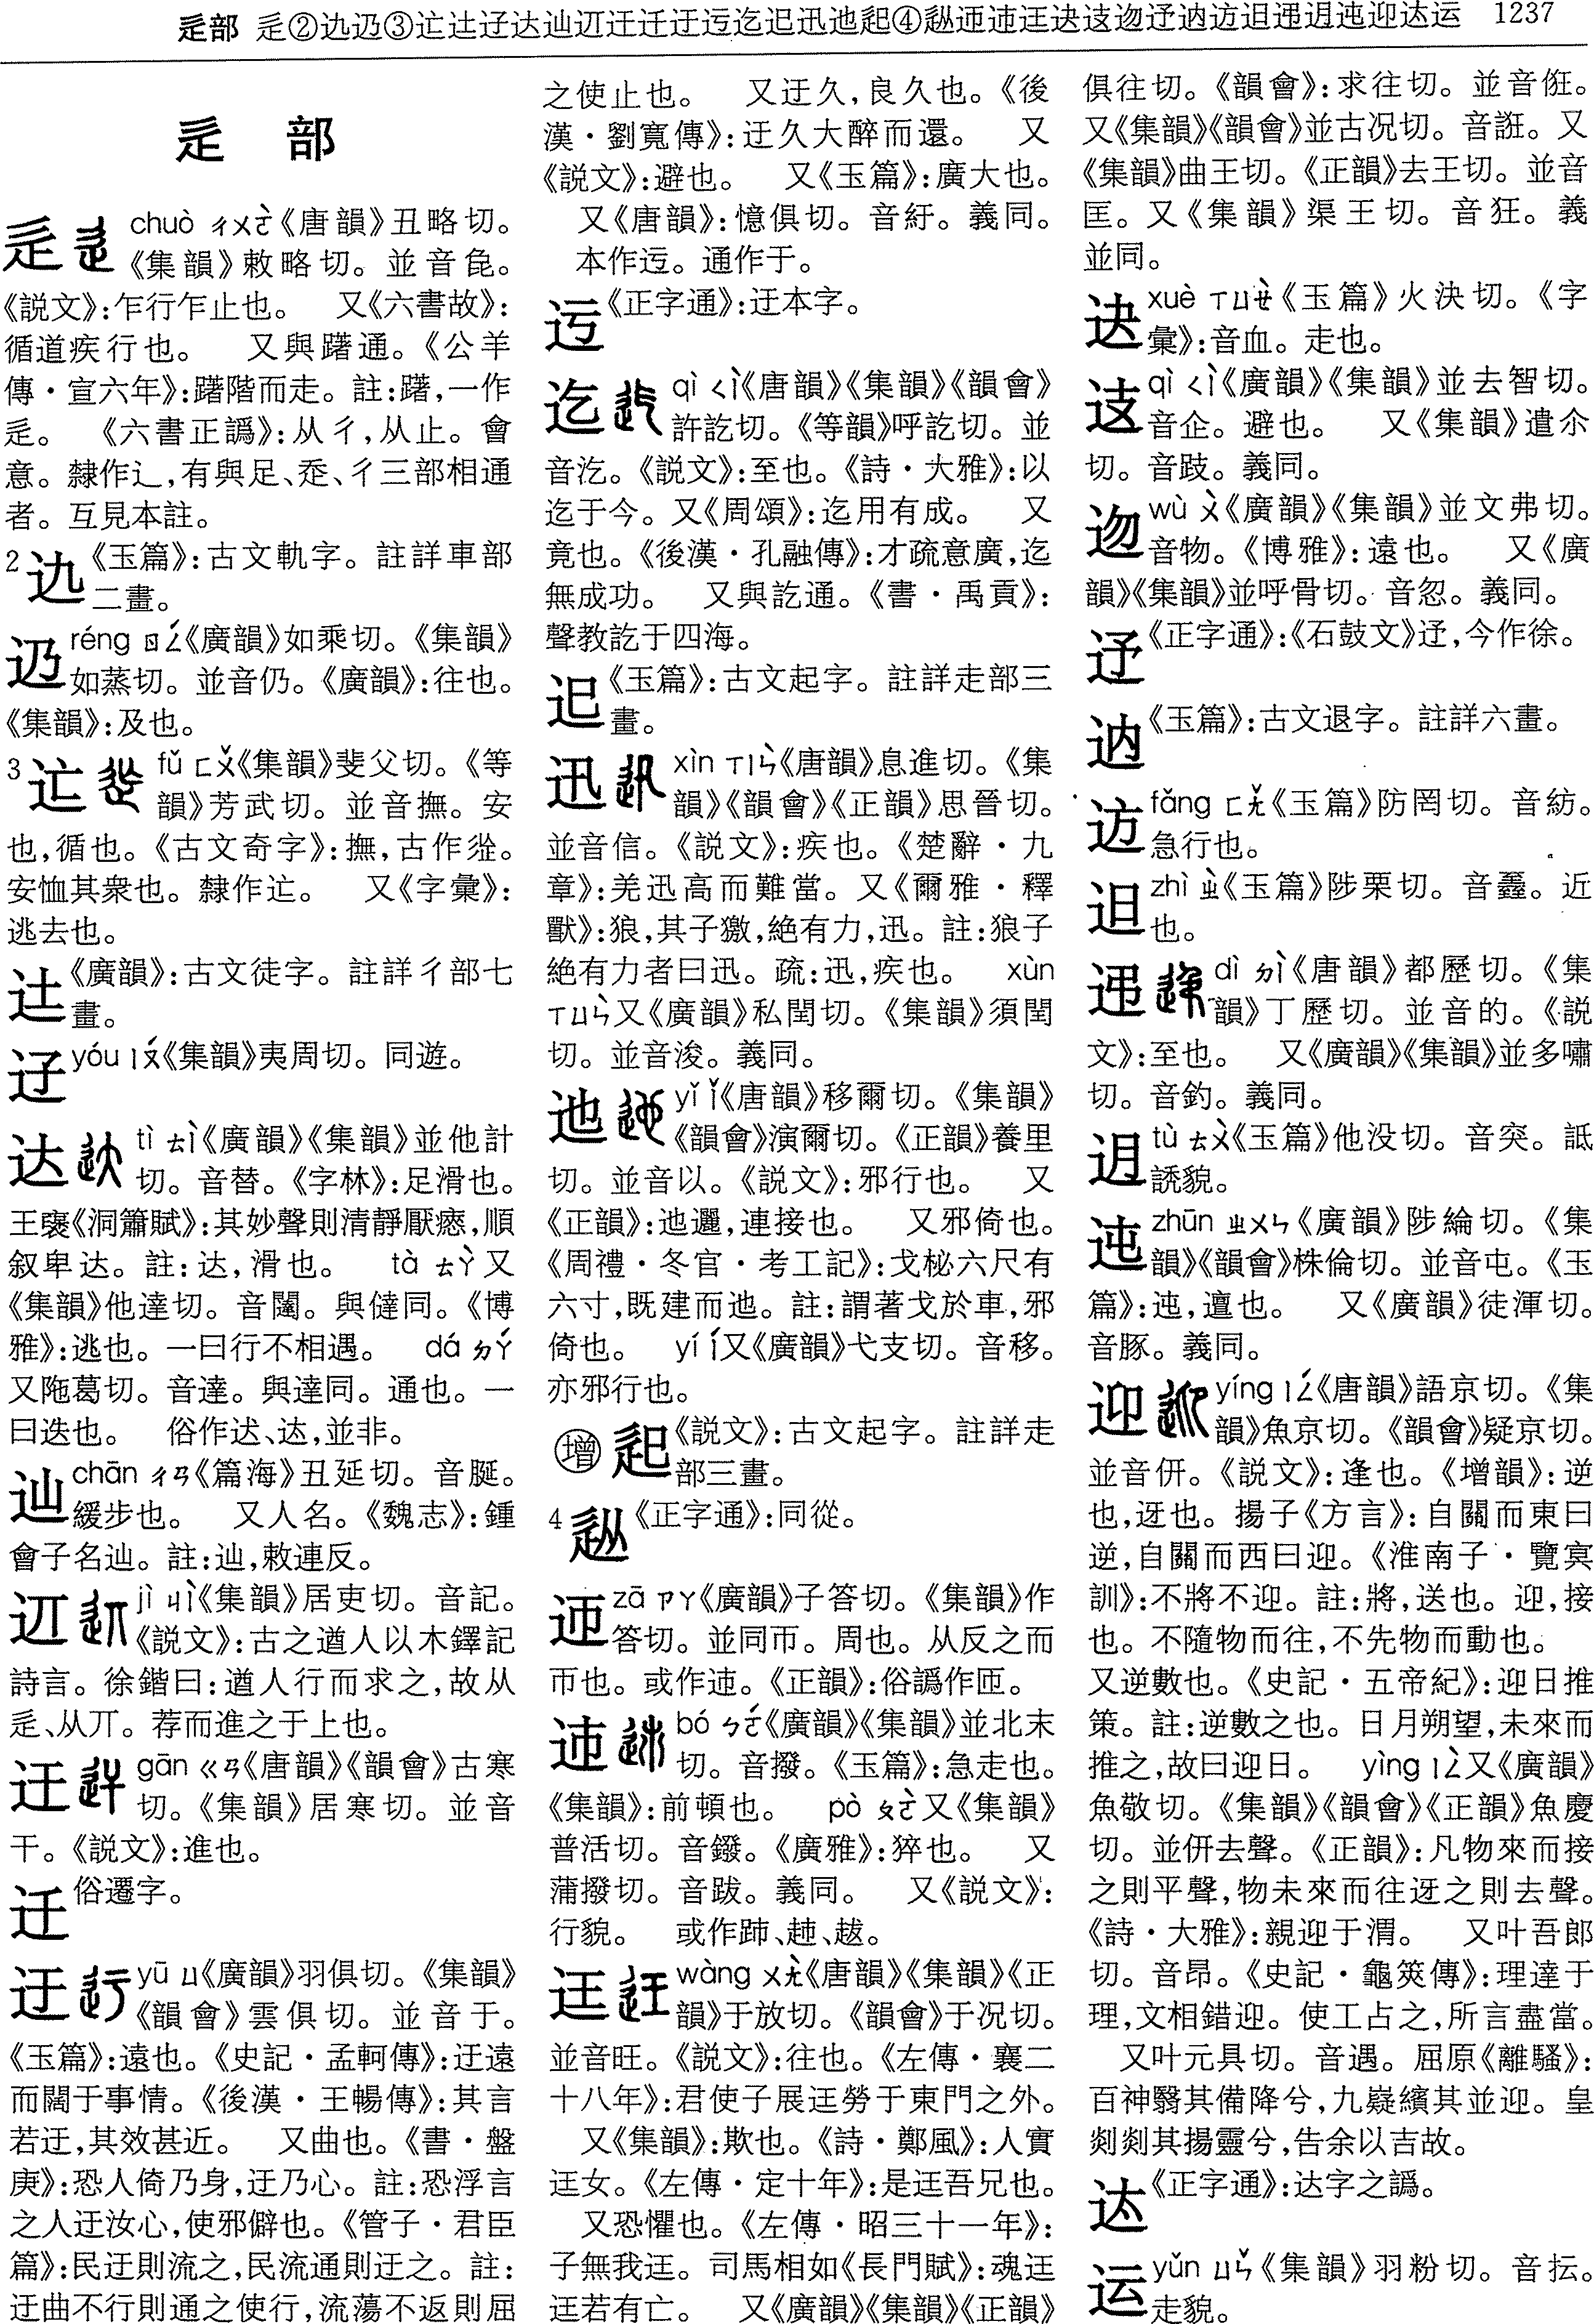 辵部 辵②迚辸③𨑒𨑓辺达辿䢋迀迁迂迃迄迉迅迆𨑔④𨑢迊迊迋迏迍迎迖运 1237
辵 部
辵 chuò ㄔㄨㄛˋ《唐韻》丑略切。
《集韻》敕略切。並音㲋。
《説文》:乍行乍止也。 又《六書故》:
循道疾行也。 又與躇通。《公羊
傳·宣六年》:躇階而走。註:躇,一作
辵。 《六書正譌》:从彳,从止。會
意。隸作辶,有與足、走、彳三部相通
者。互見本註。
2 《玉篇》:古文軌字。註詳車部
二畫。
辸 réng ㄖㄥˊ《廣韻》如乘切。《集韻》
如蒸切。並音仍。《廣韻》:往也。
《集韻》:及也。
3 fǔ ㄈㄨˇ《集韻》斐父切。《等
韻》芳武切。並音撫。安
也,循也。《古文奇字》:撫,古作𨒪。
安恤其衆也。隸作𨑒。 又《字彙》:
逃去也。
《廣韻》:古文徒字。註詳彳部七
畫。
yóu ㄧㄡˊ《集韻》夷周切。同遊。
达 tì ㄊㄧˋ《廣韻》《集韻》並他計
切。音替。《字林》:足滑也。
王襃《洞簫賦》:其妙聲則清靜厭㥷,順
叙卑达。註:达,滑也。 tà ㄊㄚˋ又
《集韻》他達切。音闥。與㒓同。《博
雅》:逃也。一曰行不相遇。 dá ㄉㄚˊ
又陁葛切。音達。與達同。通也。一
曰迭也。 俗作迏、迖,並非。
辿 chān ㄔㄢ《篇海》丑延切。音脠。
緩步也。 又人名。《魏志》:鍾
會子名辿。註:辿,敕連反。
䢋 jì ㄐㄧˋ《集韻》居吏切。音記。
《説文》:古之遒人以木鐸記
詩言。徐鍇曰:遒人行而求之,故从
辵、从丌。荐而進之于上也。
迀 gān ㄍㄢ《唐韻》《韻會》古寒
切。《集韻》居寒切。並音
干。《説文》:進也。
迁 俗遷字。
迂 yū ㄩ《廣韻》羽俱切。《集韻》
《韻會》雲俱切。並音于。
《玉篇》:遠也。《史記·孟軻傳》:迂遠
而闊于事情。《後漢·王暢傳》:其言
若迂,其效甚近。 又曲也。《書·盤
庚》:恐人倚乃身,迂乃心。註:恐浮言
之人迂汝心,使邪僻也。《管子·君臣
篇》:民迂則流之,民流通則迂之。註:
迂曲不行則通之使行,流蕩不返則屈
之使止也。 又迂久,良久也。《後
漢·劉寬傳》:迂久大醉而還。 又
《説文》:避也。 又《玉篇》:廣大也。
又《唐韻》:憶俱切。音紆。義同。
本作迃。通作于。
迃 《正字通》:迂本字。
迄 qì ㄑㄧˋ《唐韻》《集韻》《韻會》
許訖切。《等韻》呼訖切。並
音汔。《説文》:至也。《詩·大雅》:以
迄于今。又《周頌》:迄用有成。 又
竟也。《後漢·孔融傳》:才疏意廣,迄
無成功。 又與訖通。《書·禹貢》:
聲教訖于四海。
《玉篇》:古文起字。註詳走部三
畫。
迅 xìn ㄒㄧㄣˋ《唐韻》息進切。《集
韻》《韻會》《正韻》思晉切。
並音信。《説文》:疾也。《楚辭·九
章》:羌迅高而難當。又《爾雅·釋
獸》:狼,其子獥,絶有力,迅。註:狼子
絶有力者曰迅。疏:迅,疾也。 xùn
ㄒㄩㄣˋ又《廣韻》私閏切。《集韻》須閏
切。並音浚。義同。
迆 yǐ ㄧˇ《唐韻》移爾切。《集韻》
《韻會》演爾切。《正韻》養里
切。並音以。《説文》:邪行也。 又
《正韻》:迆邐,連接也。 又邪倚也。
《周禮·冬官·考工記》:戈柲六尺有
六寸,既建而迆。註:謂著戈於車,邪
倚也。 yí ㄧˊ又《廣韻》弋支切。音移。
亦邪行也。
增 《説文》:古文起字。註詳走
部三畫。
4 《正字通》:同從。
迊 zā ㄗㄚ《廣韻》子答切。《集韻》作
答切。並同帀。周也。从反之而
帀也。或作迊。《正韻》:俗譌作匝。
bó ㄅㄛˊ《廣韻》《集韻》並北末
切。音撥。《玉篇》:急走也。
《集韻》:前頓也。 pò ㄆㄛˋ又《集韻》
普活切。音鏺。《廣雅》:猝也。 又
蒲撥切。音跋。義同。 又《説文》:
行貌。 或作䟛、𧺺、越。
迋 wàng ㄨㄤˋ《唐韻》《集韻》《正
韻》于放切。《韻會》于況切。
並音旺。《説文》:往也。《左傳·襄二
十八年》:君使子展迋勞于東門之外。
又《集韻》:欺也。《詩·鄭風》:人實
迋女。《左傳·定十年》:是迋吾兄也。
又恐懼也。《左傳·昭三十一年》:
子無我迋。司馬相如《長門賦》:魂迋
迋若有亡。 又《廣韻》《集韻》《正韻》
俱往切。《韻會》:求往切。並音俇。
又《集韻》《韻會》並古況切。音誑。又
《集韻》曲王切。《正韻》去王切。並音
匡。又《集韻》渠王切。音狂。義
並同。
xuè ㄒㄩㄝˋ《玉篇》火決切。《字
彙》:音血。走也。
qì ㄑㄧˋ《廣韻》《集韻》並去智切。
音企。避也。 又《集韻》遣尒
切。音跂。義同。
迯 wù ㄨˋ《廣韻》《集韻》並文弗切。
音物。《博雅》:遠也。 又《廣
韻》《集韻》並呼骨切。音忽。義同。
《正字通》:《石鼓文》迀,今作徐。
《玉篇》:古文退字。註詳六畫。
fǎng ㄈㄤˇ《玉篇》防罔切。音紡。
急行也。
zhì ㄓˋ《玉篇》陟栗切。音蛭。近
也。
迊 dì ㄉㄧˋ《唐韻》都歷切。《集
韻》丁歷切。並音的。《説
文》:至也。 又《廣韻》《集韻》並多嘯
切。音釣。義同。
tù ㄊㄨˋ《玉篇》他没切。音突。詆
誘貌。
迍 zhūn ㄓㄨㄣ《廣韻》陟綸切。《集
韻》《韻會》株倫切。並音屯。《玉
篇》:迍,邅也。 又《廣韻》徒渾切。
音豚。義同。
迎 yíng ㄧㄥˊ《唐韻》語京切。《集
韻》魚京切。《韻會》疑京切。
並音䇦。《説文》:逢也。《增韻》:逆
也,迓也。揚子《方言》:自關而東曰
逆,自關而西曰迎。《淮南子·覽冥
訓》:不將不迎。註:將,送也。迎,接
也。不隨物而往,不先物而動也。
又逆數也。《史記·五帝紀》:迎日推
策。註:逆數之也。日月朔望,未來而
推之,故曰迎日。 yìng ㄧㄥˋ又《廣韻》
魚敬切。《集韻》《韻會》《正韻》魚慶
切。並䇦去聲。《正韻》:凡物來而接
之則平聲,物未來而往迓之則去聲。
《詩·大雅》:親迎于渭。 又叶吾郎
切。音昂。《史記·龜筴傳》:理達于
理,文相錯迎。使工占之,所言盡當。
又叶元具切。音遇。屈原《離騷》:
百神翳其備降兮,九嶷繽其並迎。皇
剡剡其揚靈兮,告余以吉故。
迖 《正字通》:达字之譌。
运 yǔn ㄩㄣˇ《集韻》羽粉切。音抎。
走貌。